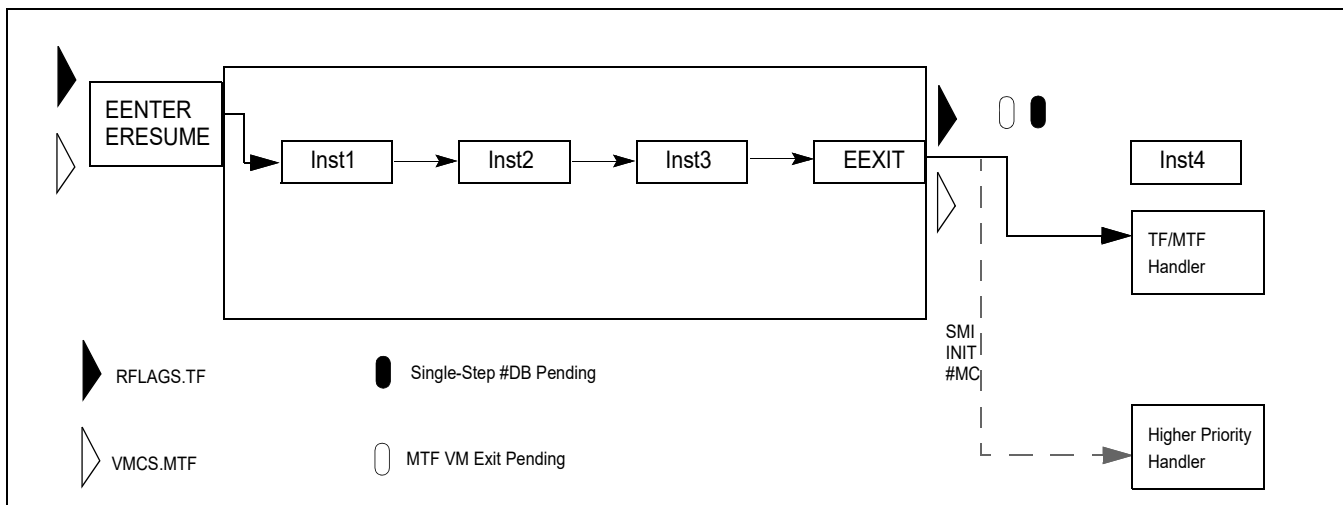 EENTER
ERESUME
Inst1
Inst2
Inst3
EEXIT
Inst4
TF/MTF
Handler
SMI
INIT
#MC
RFLAGS.TF
Single-Step #DB Pending
VMCS.MTF
MTF VM Exit Pending
Higher Priority
Handler